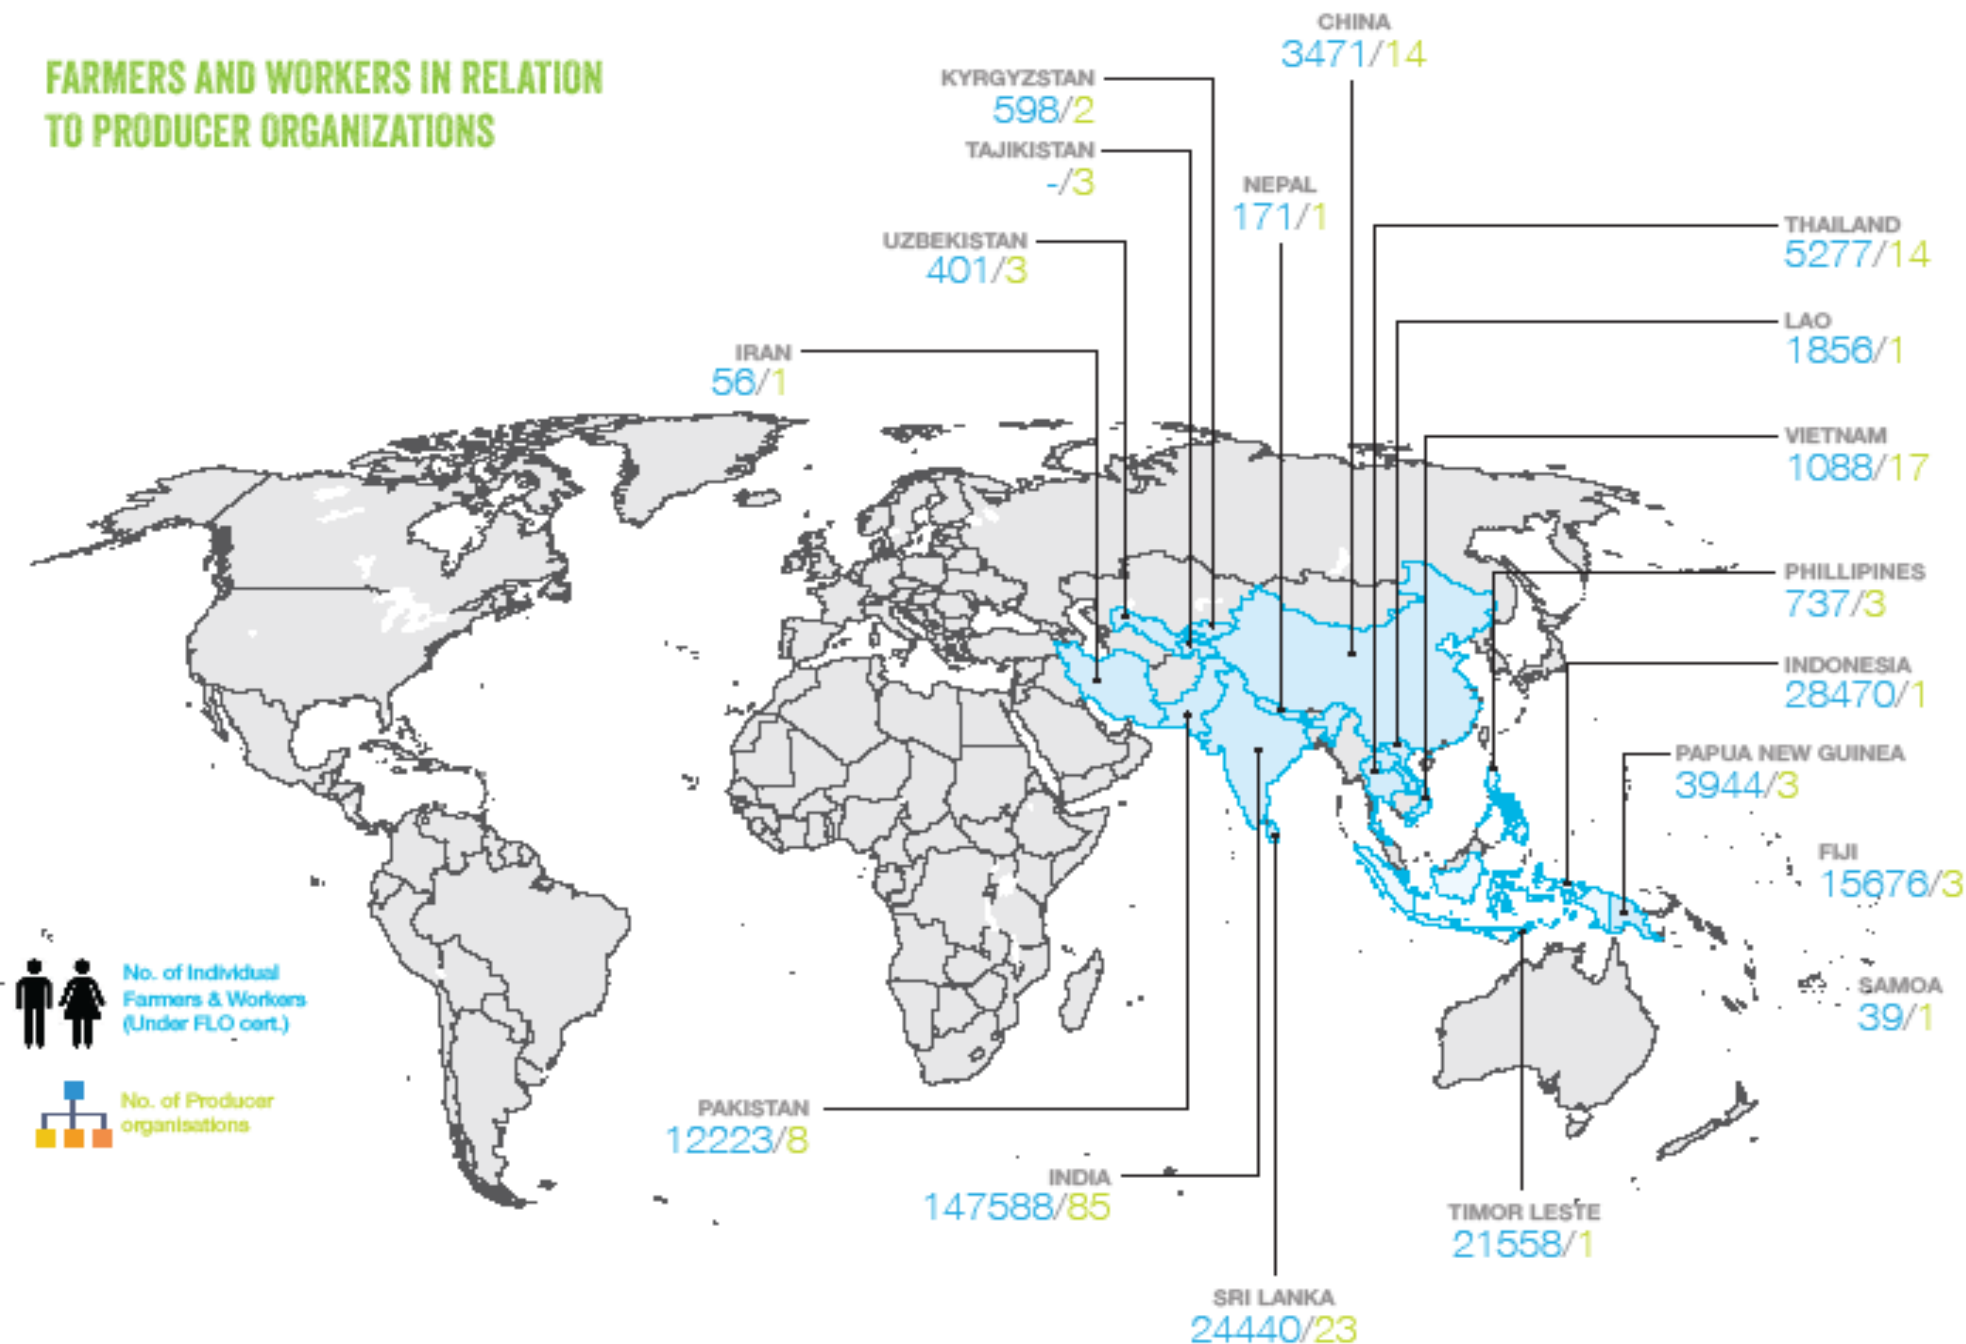 FARMERS AND WORKERS IN RELATION
TO PRODUCER ORGANIZATIONS
CHINA
3471/14
KYRGYZSTAN
598/2
TAJIKISTAN
-/3
NEPAL
171/1
UZBEKISTAN
401/3
THAILAND
5277/14
LAO
1856/1
IRAN
56/1
VIETNAM
1088/17
PHILLIPINES
737/3
INDONESIA
28470/1
PAPUA NEW GUINEA
3944/3
FIJI
15676/3
SAMOA
39/1
No. of Individual
Farmers & Workers
(Under FLO cert.)
No. of Producer
organisations
PAKISTAN
12223/8
INDIA
147588/85
TIMOR LESTE
21558/1
SRI LANKA
24440/23